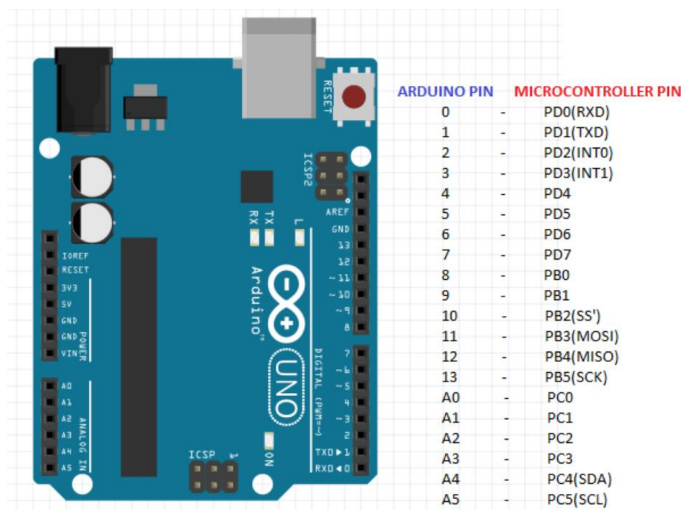 RESET
ICSP2
AREF
GND
13
12
~11
~10
~9
8
RX
TX
L
Arduino™
UNO
IOREF
RESET
3V3
5V
GND
GND
VIN
POWER
A0
A1
A2
A3
A4
A5
ANALOG IN
DIGITAL (PWM=~)
7
~6
~5
4
~3
2
TXD▶1
RXD◀0
ICSP
1
ON
ARDUINO PIN MICROCONTROLLER PIN
0 - PD0(RXD)
1 - PD1(TXD)
2 - PD2(INT0)
3 - PD3(INT1)
4 - PD4
5 - PD5
6 - PD6
7 - PD7
8 - PB0
9 - PB1
10 - PB2(SS')
11 - PB3(MOSI)
12 - PB4(MISO)
13 - PB5(SCK)
A0 - PC0
A1 - PC1
A2 - PC2
A3 - PC3
A4 - PC4(SDA)
A5 - PC5(SCL)